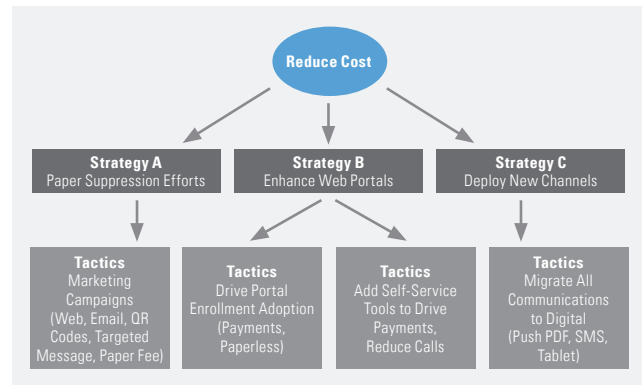 Reduce Cost
Strategy A
Paper Suppression Efforts
Strategy B
Enhance Web Portals
Strategy C
Deploy New Channels
Tactics
Marketing
Campaigns
(Web, Email, QR
Codes, Targeted
Message, Paper Fee)
Tactics
Drive Portal
Enrollment Adoption
(Payments,
Paperless)
Tactics
Add Self-Service
Tools to Drive
Payments,
Reduce Calls
Tactics
Migrate All
Communications
to Digital
(Push PDF, SMS,
Tablet)